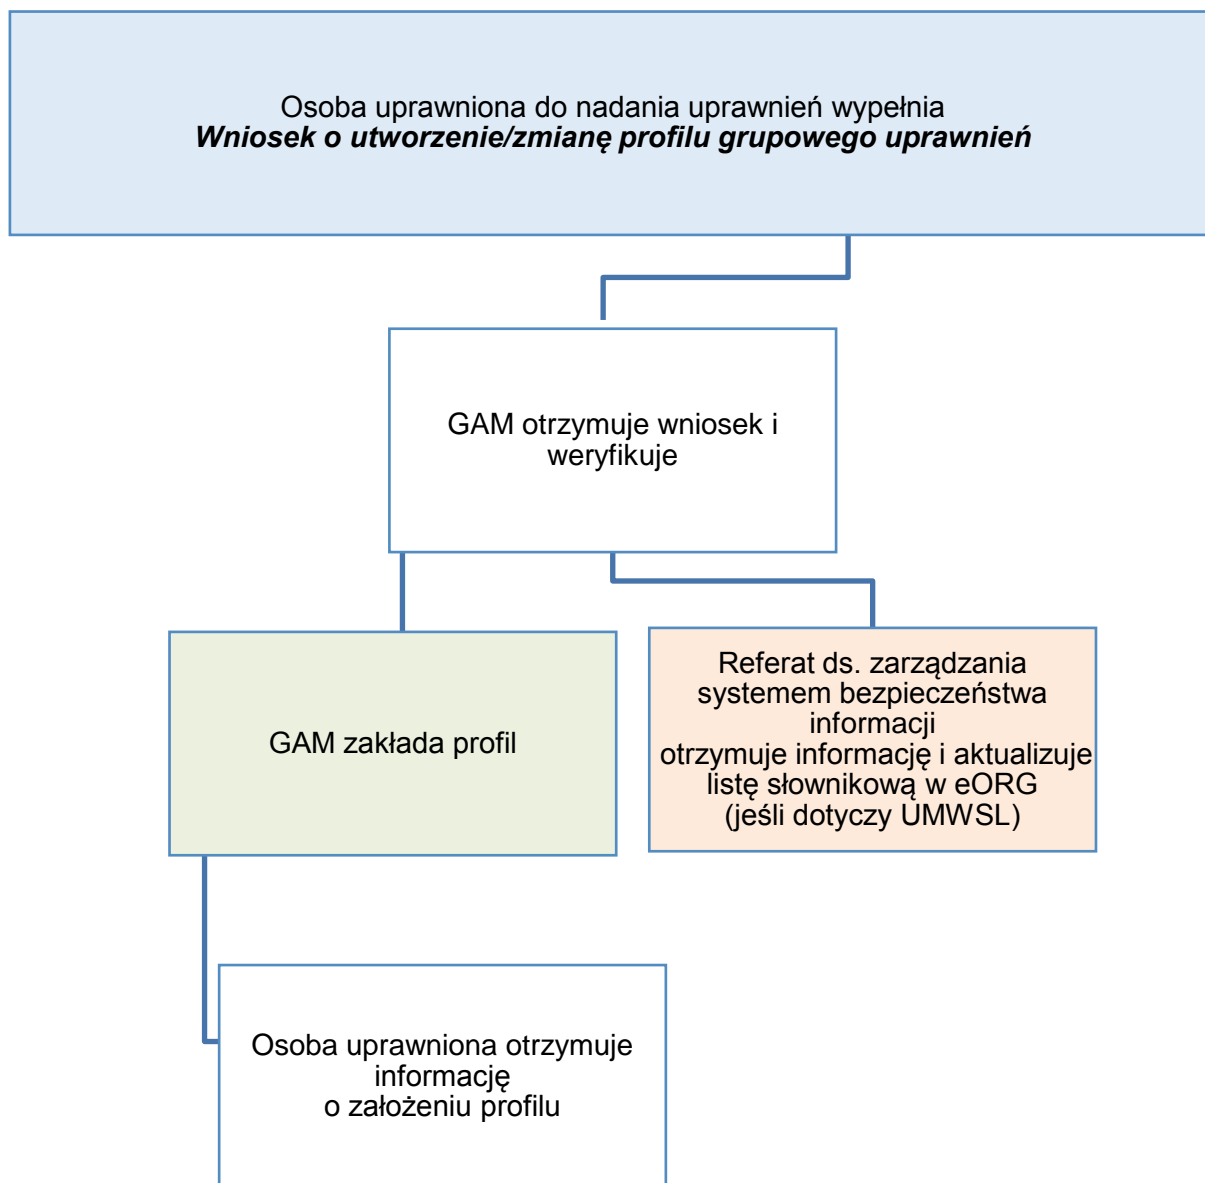 Osoba uprawniona do nadania uprawnień wypełnia
Wniosek o utworzenie/zmianę profilu grupowego uprawnień
GAM otrzymuje wniosek i
weryfikuje
GAM zakłada profil
Referat ds. zarządzania
systemem bezpieczeństwa
informacji
otrzymuje informację i aktualizuje
listę słownikową w eORG
(jeśli dotyczy UMWSL)
Osoba uprawniona otrzymuje
informację
o założeniu profilu